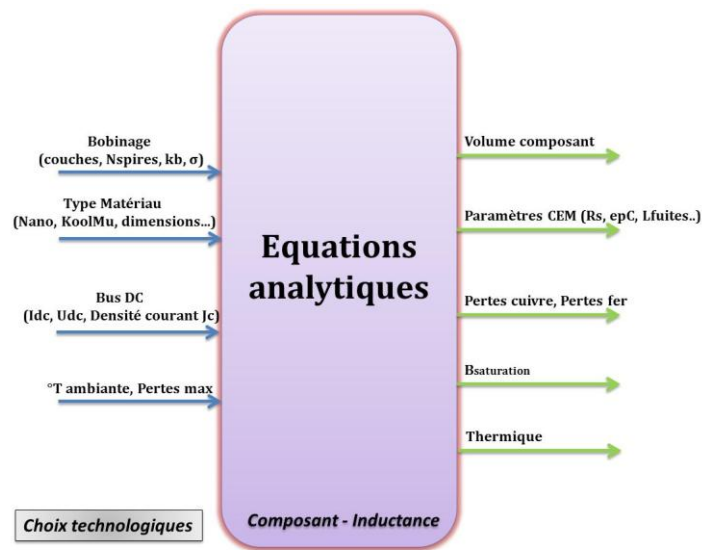 Bobinage
(couches, Nspires, kb, σ)
Type Matériau
(Nano, KoolMu, dimensions...)
Bus DC
(Idc, Udc, Densité courant Jc)
°T ambiante, Pertes max
Choix technologiques
Equations
analytiques
Composant - Inductance
Volume composant
Paramètres CEM (Rs, epC, Lfuites..)
Pertes cuivre, Pertes fer
Bsaturation
Thermique